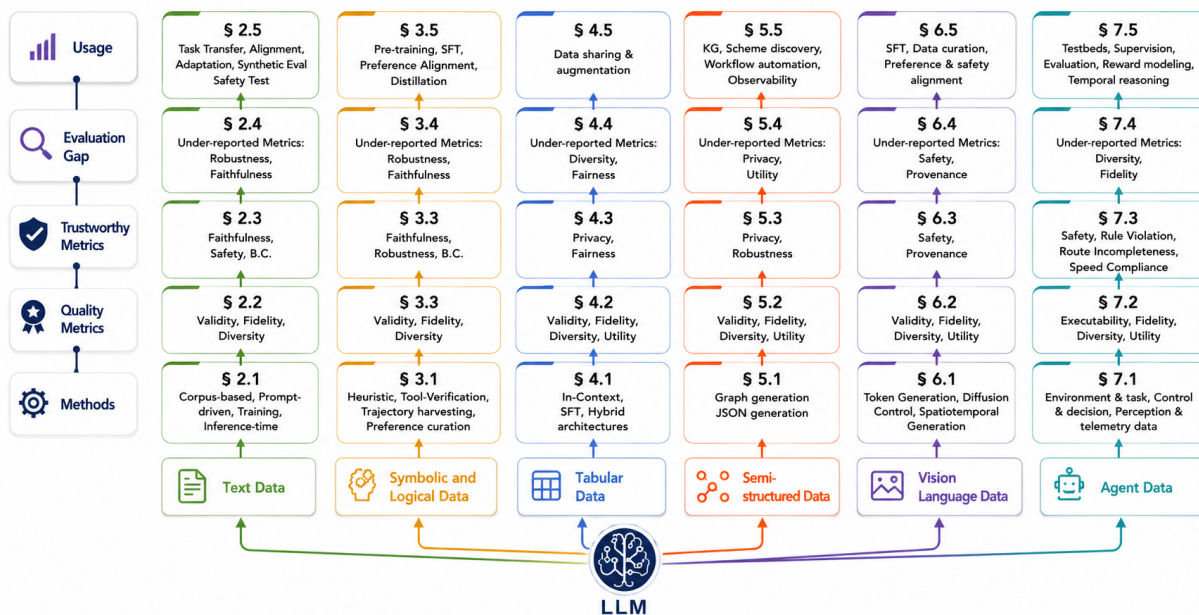 Usage
§ 2.5
Task Transfer, Alignment,
Adaptation, Synthetic Eval
Safety Test
§ 3.5
Pre-training, SFT,
Preference Alignment,
Distillation
§ 4.5
Data sharing &
augmentation
§ 5.5
KG, Scheme discovery,
Workflow automation,
Observability
§ 6.5
SFT, Data curation,
Preference & safety
alignment
§ 7.5
Testbeds, Supervision,
Evaluation, Reward modeling,
Temporal reasoning
Evaluation
Gap
§ 2.4
Under-reported Metrics:
Robustness,
Faithfulness
§ 3.4
Under-reported Metrics:
Robustness,
Faithfulness
§ 4.4
Under-reported Metrics:
Diversity,
Fairness
§ 5.4
Under-reported Metrics:
Privacy,
Utility
§ 6.4
Under-reported Metrics:
Safety,
Provenance
§ 7.4
Under-reported Metrics:
Diversity,
Fidelity
Trustworthy
Metrics
§ 2.3
Faithfulness,
Safety, B.C.
§ 3.3
Faithfulness,
Robustness, B.C.
§ 4.3
Privacy,
Fairness
§ 5.3
Privacy,
Robustness
§ 6.3
Safety,
Provenance
§ 7.3
Safety, Rule Violation,
Route Incompleteness,
Speed Compliance
Quality
Metrics
§ 2.2
Validity, Fidelity,
Diversity
§ 3.3
Validity, Fidelity,
Diversity
§ 4.2
Validity, Fidelity,
Diversity, Utility
§ 5.2
Validity, Fidelity,
Diversity, Utility
§ 6.2
Validity, Fidelity,
Diversity, Utility
§ 7.2
Executability, Fidelity,
Diversity, Utility
Methods
§ 2.1
Corpus-based, Prompt-
driven, Training,
Inference-time
§ 3.1
Heuristic, Tool-Verification,
Trajectory harvesting,
Preference curation
§ 4.1
In-Context,
SFT, Hybrid
architectures
§ 5.1
Graph generation
JSON generation
§ 6.1
Token Generation, Diffusion
Control, Spatiotemporal
Generation
§ 7.1
Environment & task, Control
& decision, Perception &
telemetry data
Text Data
Symbolic and
Logical Data
Tabular
Data
Semi-
structured Data
Vision
Language Data
Agent Data
LLM